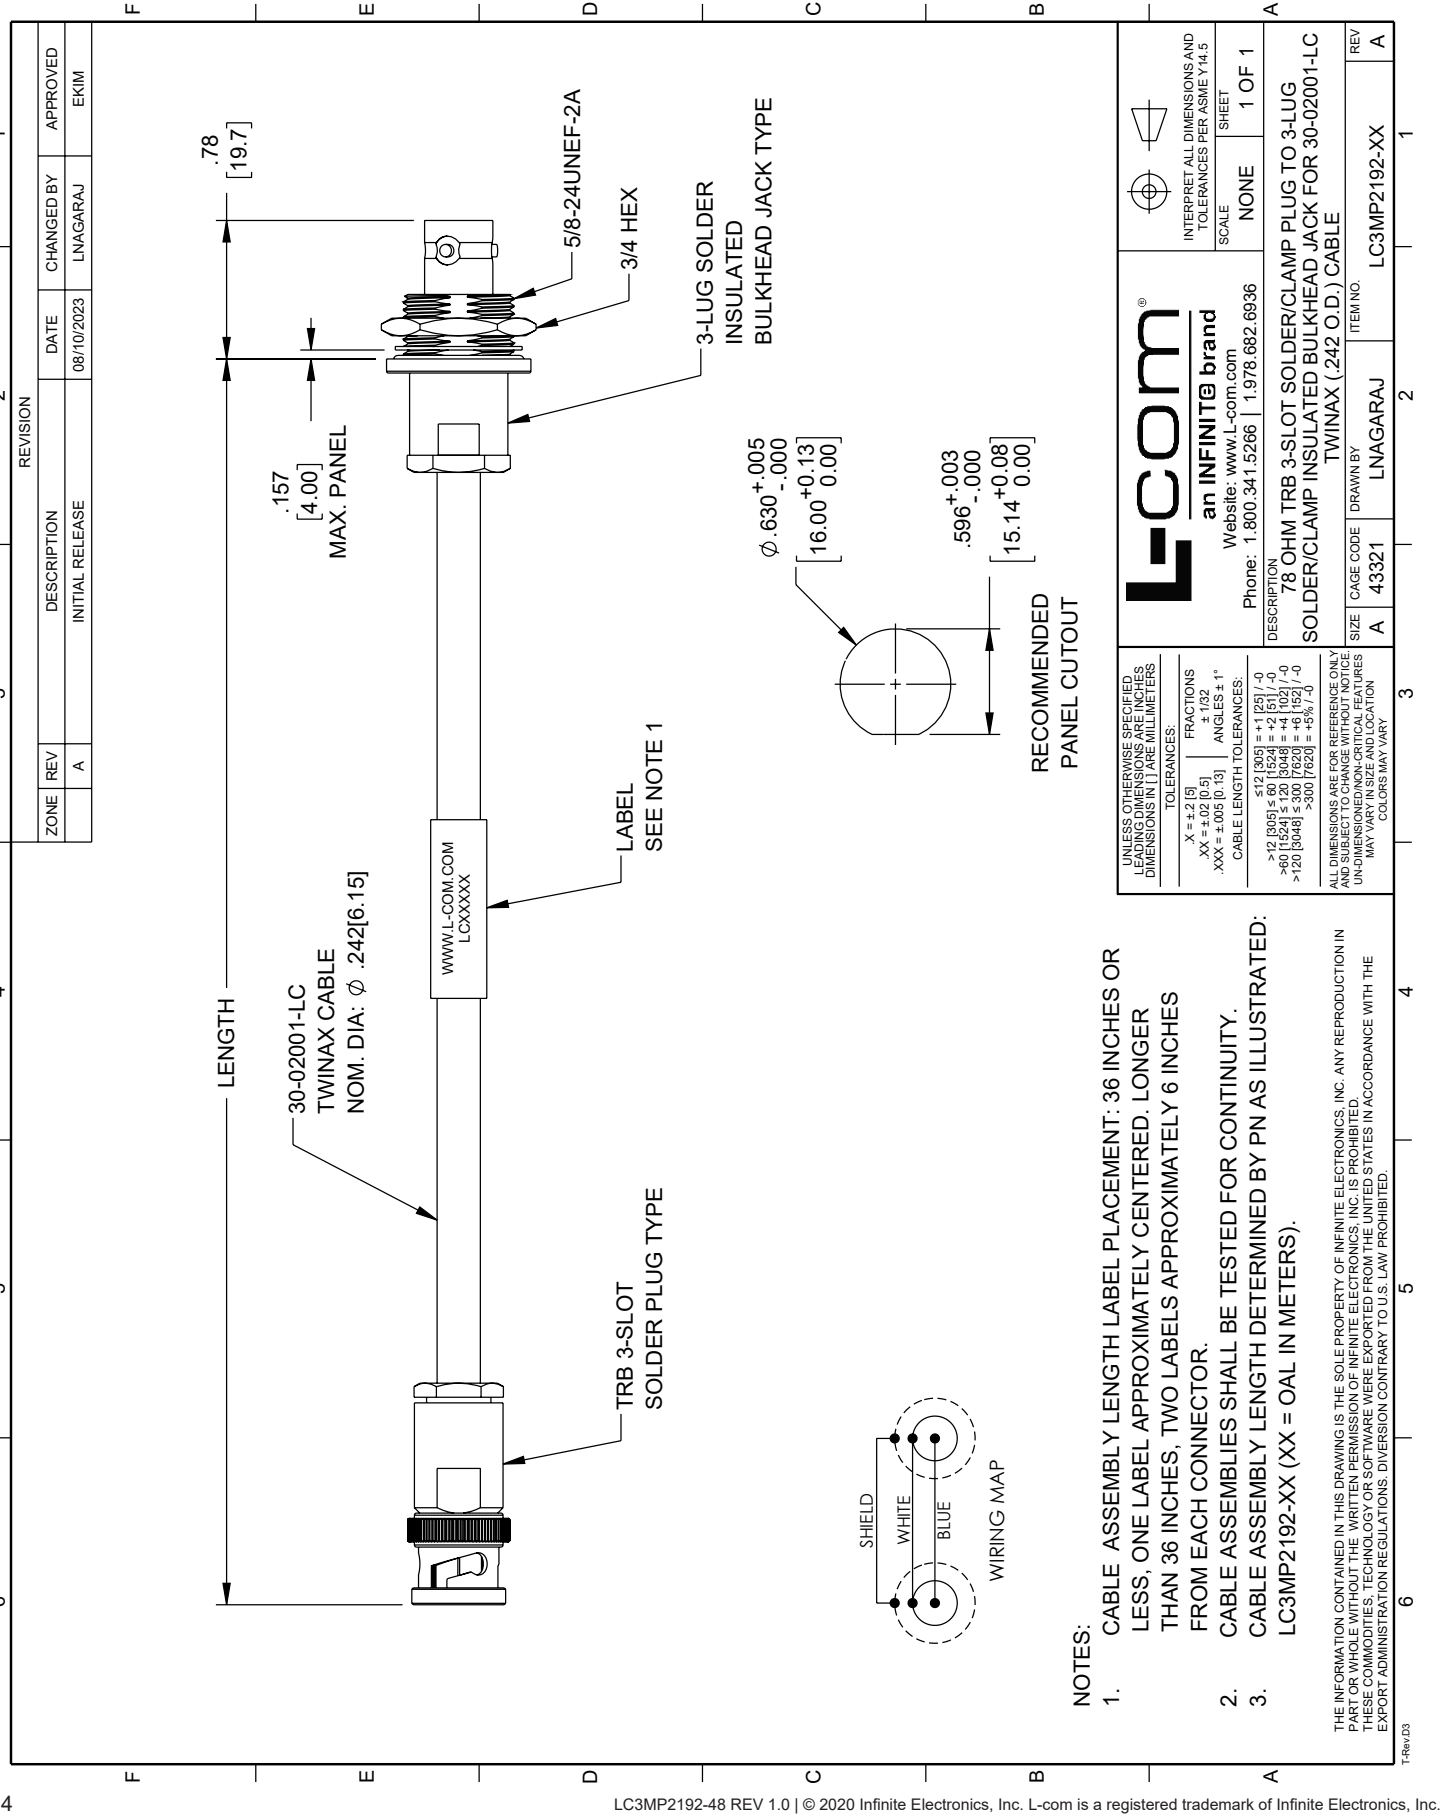 REVISION
ZONE REV DESCRIPTION DATE CHANGED BY APPROVED
A INITIAL RELEASE 08/10/2023 LNAGARAJ EKIM
F
E
D
C
B
A
1
2
3
4
5
6
LENGTH
.78
[19.7]
.157
[4.00]
MAX. PANEL
30-02001-LC
TWINAX CABLE
NOM. DIA: ∅ .242[6.15]
WWW.L-COM.COM
LCXXXXX
5/8-24UNEF-2A
3/4 HEX
3-LUG SOLDER
INSULATED
BULKHEAD JACK TYPE
LABEL
SEE NOTE 1
TRB 3-SLOT
SOLDER PLUG TYPE
∅.630 +.005 -.000
[16.00 +0.13 0.00]
.596 +.003 -.000
[15.14 +0.08 0.00]
RECOMMENDED
PANEL CUTOUT
SHIELD
WHITE
BLUE
WIRING MAP
NOTES:
1. CABLE ASSEMBLY LENGTH LABEL PLACEMENT: 36 INCHES OR
LESS, ONE LABEL APPROXIMATELY CENTERED. LONGER
THAN 36 INCHES, TWO LABELS APPROXIMATELY 6 INCHES
FROM EACH CONNECTOR.
2. CABLE ASSEMBLIES SHALL BE TESTED FOR CONTINUITY.
3. CABLE ASSEMBLY LENGTH DETERMINED BY PN AS ILLUSTRATED:
LC3MP2192-XX (XX = OAL IN METERS).
THE INFORMATION CONTAINED IN THIS DRAWING IS THE SOLE PROPERTY OF INFINITE ELECTRONICS, INC. ANY REPRODUCTION IN
PART OR WHOLE WITHOUT THE WRITTEN PERMISSION OF INFINITE ELECTRONICS, INC. IS PROHIBITED.
THESE COMMODITIES, TECHNOLOGY OR SOFTWARE WERE EXPORTED FROM THE UNITED STATES IN ACCORDANCE WITH THE
EXPORT ADMINISTRATION REGULATIONS. DIVERSION CONTRARY TO U.S. LAW PROHIBITED.
UNLESS OTHERWISE SPECIFIED
LEADING DIMENSIONS ARE INCHES
DIMENSIONS IN [ ] ARE MILLIMETERS
TOLERANCES:
.X = ±.2 [5] FRACTIONS
.XX = ±.02 [0.5] ± 1/32
.XXX = ±.005 [0.13] ANGLES ± 1°
CABLE LENGTH TOLERANCES:
≤12 [305] = +1 [25] / -0
>12 [305] ≤ 60 [1524] = +2 [51] / -0
>60 [1524] ≤ 120 [3048] = +4 [102] / -0
>120 [3048] ≤ 300 [7620] = +6 [152] / -0
>300 [7620] = +5% / -0
ALL DIMENSIONS ARE FOR REFERENCE ONLY
AND SUBJECT TO CHANGE WITHOUT NOTICE.
UN-DIMENSIONED/NON-CRITICAL FEATURES
MAY VARY IN SIZE AND LOCATION
COLORS MAY VARY
L-com®
an INFINITE brand
Website: www.L-com.com
Phone: 1.800.341.5266 | 1.978.682.6936
INTERPRET ALL DIMENSIONS AND
TOLERANCES PER ASME Y14.5
SCALE NONE
SHEET 1 OF 1
DESCRIPTION
78 OHM TRB 3-SLOT SOLDER/CLAMP PLUG TO 3-LUG
SOLDER/CLAMP INSULATED BULKHEAD JACK FOR 30-02001-LC
TWINAX (.242 O.D.) CABLE
SIZE A
CAGE CODE 43321
DRAWN BY LNAGARAJ
ITEM NO. LC3MP2192-XX
REV A
T-Rev.D3
F
E
D
C
B
A
4
LC3MP2192-48 REV 1.0 | © 2020 Infinite Electronics, Inc. L-com is a registered trademark of Infinite Electronics, Inc.